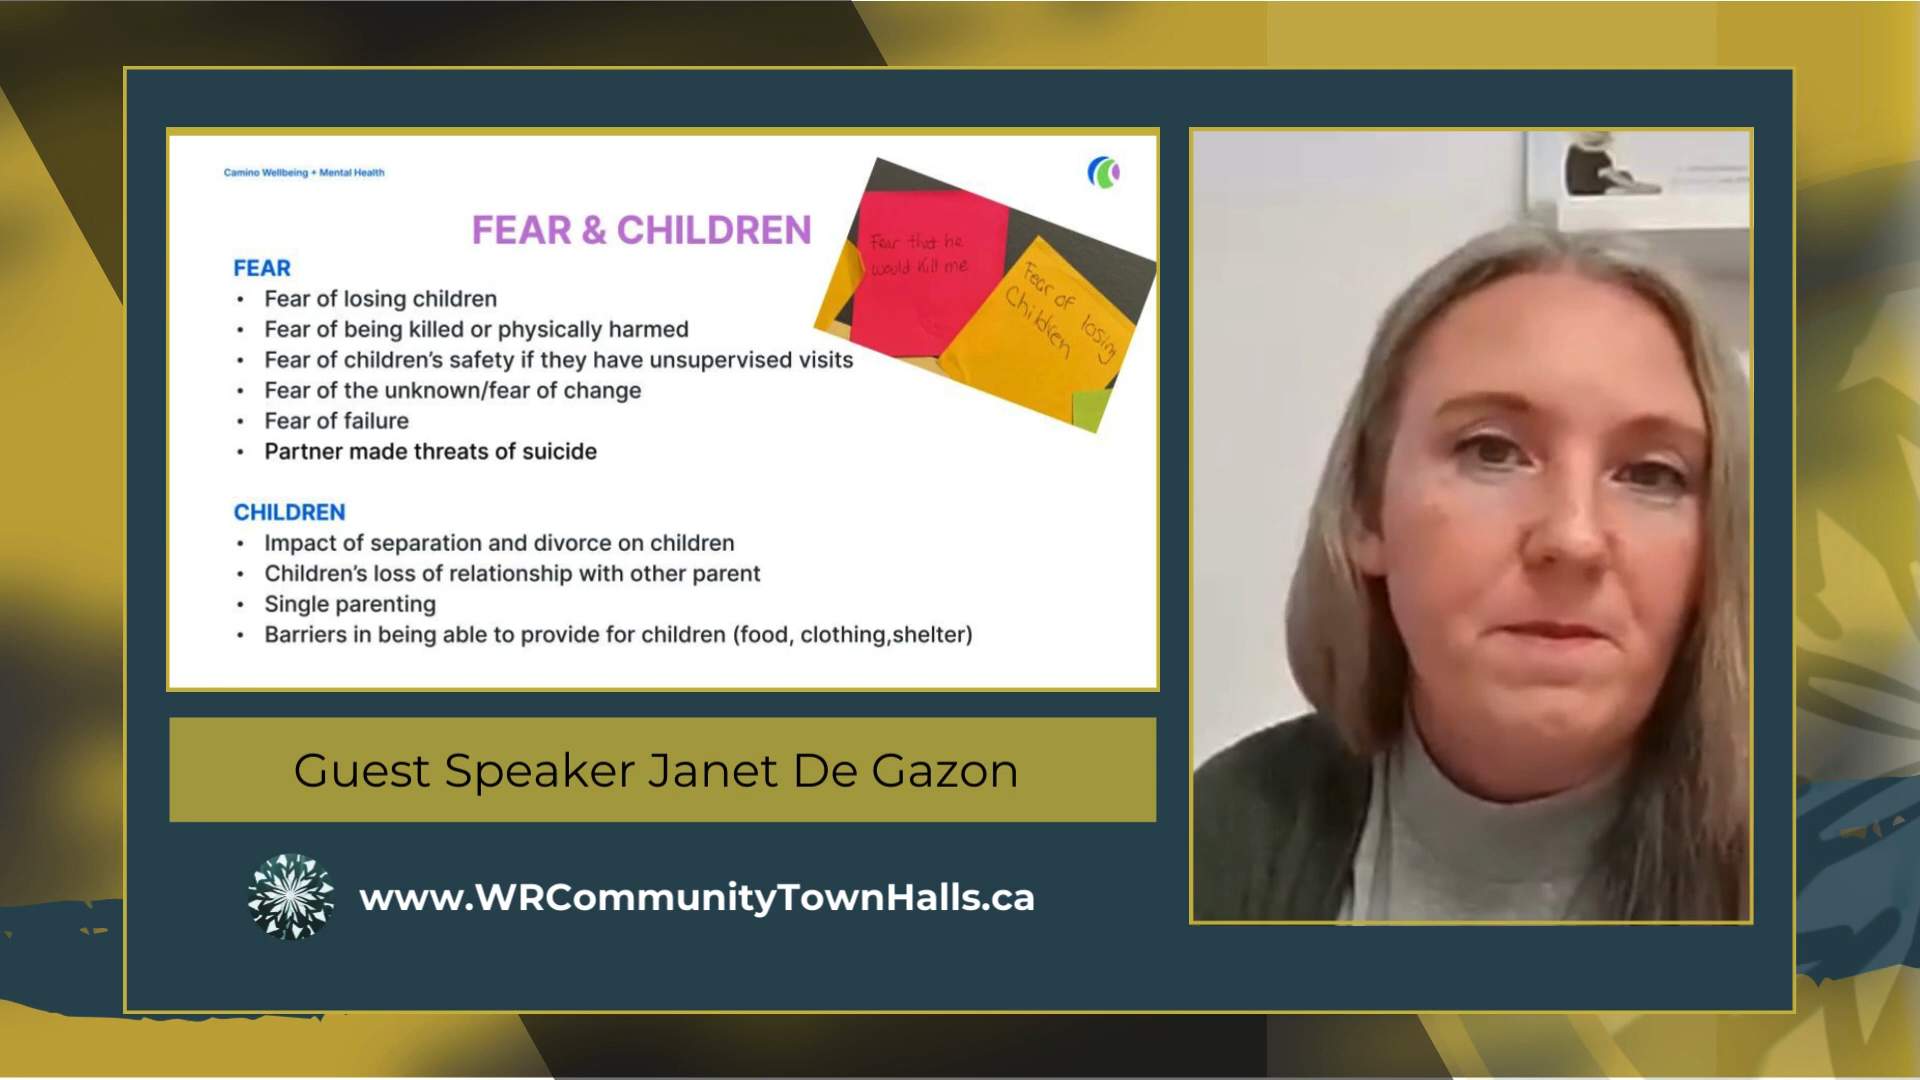 Camino Wellbeing + Mental Health
FEAR & CHILDREN
FEAR
• Fear of losing children
• Fear of being killed or physically harmed
• Fear of children’s safety if they have unsupervised visits
• Fear of the unknown/fear of change
• Fear of failure
• Partner made threats of suicide
Fear that he
would kill me
Fear of losing
Children
CHILDREN
• Impact of separation and divorce on children
• Children’s loss of relationship with other parent
• Single parenting
• Barriers in being able to provide for children (food, clothing,shelter)
Guest Speaker Janet De Gazon
www.WRCommunityTownHalls.ca